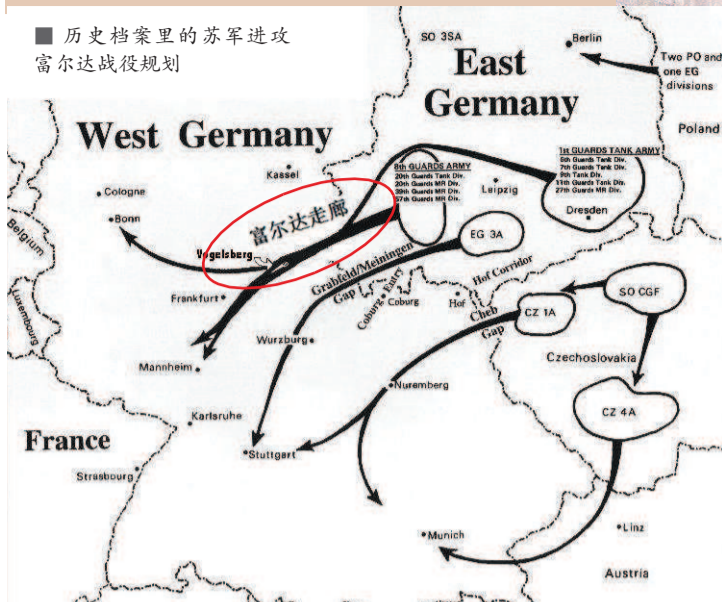 ■ 历史档案里的苏军进攻
富尔达战役规划
SO 3SA
Berlin
Two PO and
one EG
divisions
East
Germany
Poland
West Germany
Kassel
8th GUARDS ARMY
20th Guards Tank Div.
20th Guards MR Div.
39th Guards MR Div.
57th Guards MR Div.
1st GUARDS TANK ARMY
6th Guards Tank Div.
7th Guards Tank Div.
9th Tank Div.
11th Guards Tank Div.
27th Guards MR Div.
Leipzig
Dresden
Cologne
Bonn
富尔达走廊
EG 3A
Belgium
Vogelsberg
Grabfeld/Meiningen
Gap
Hof Corridor
Luxembourg
Frankfurt
Coburg Entry
Coburg
Hof
SO CGF
CZ 1A
Cheb
Gap
Wurzburg
Czechoslovakia
Mannheim
Nuremberg
CZ 4A
Karlsruhe
France
Stuttgart
Strasbourg
Munich
Linz
Austria